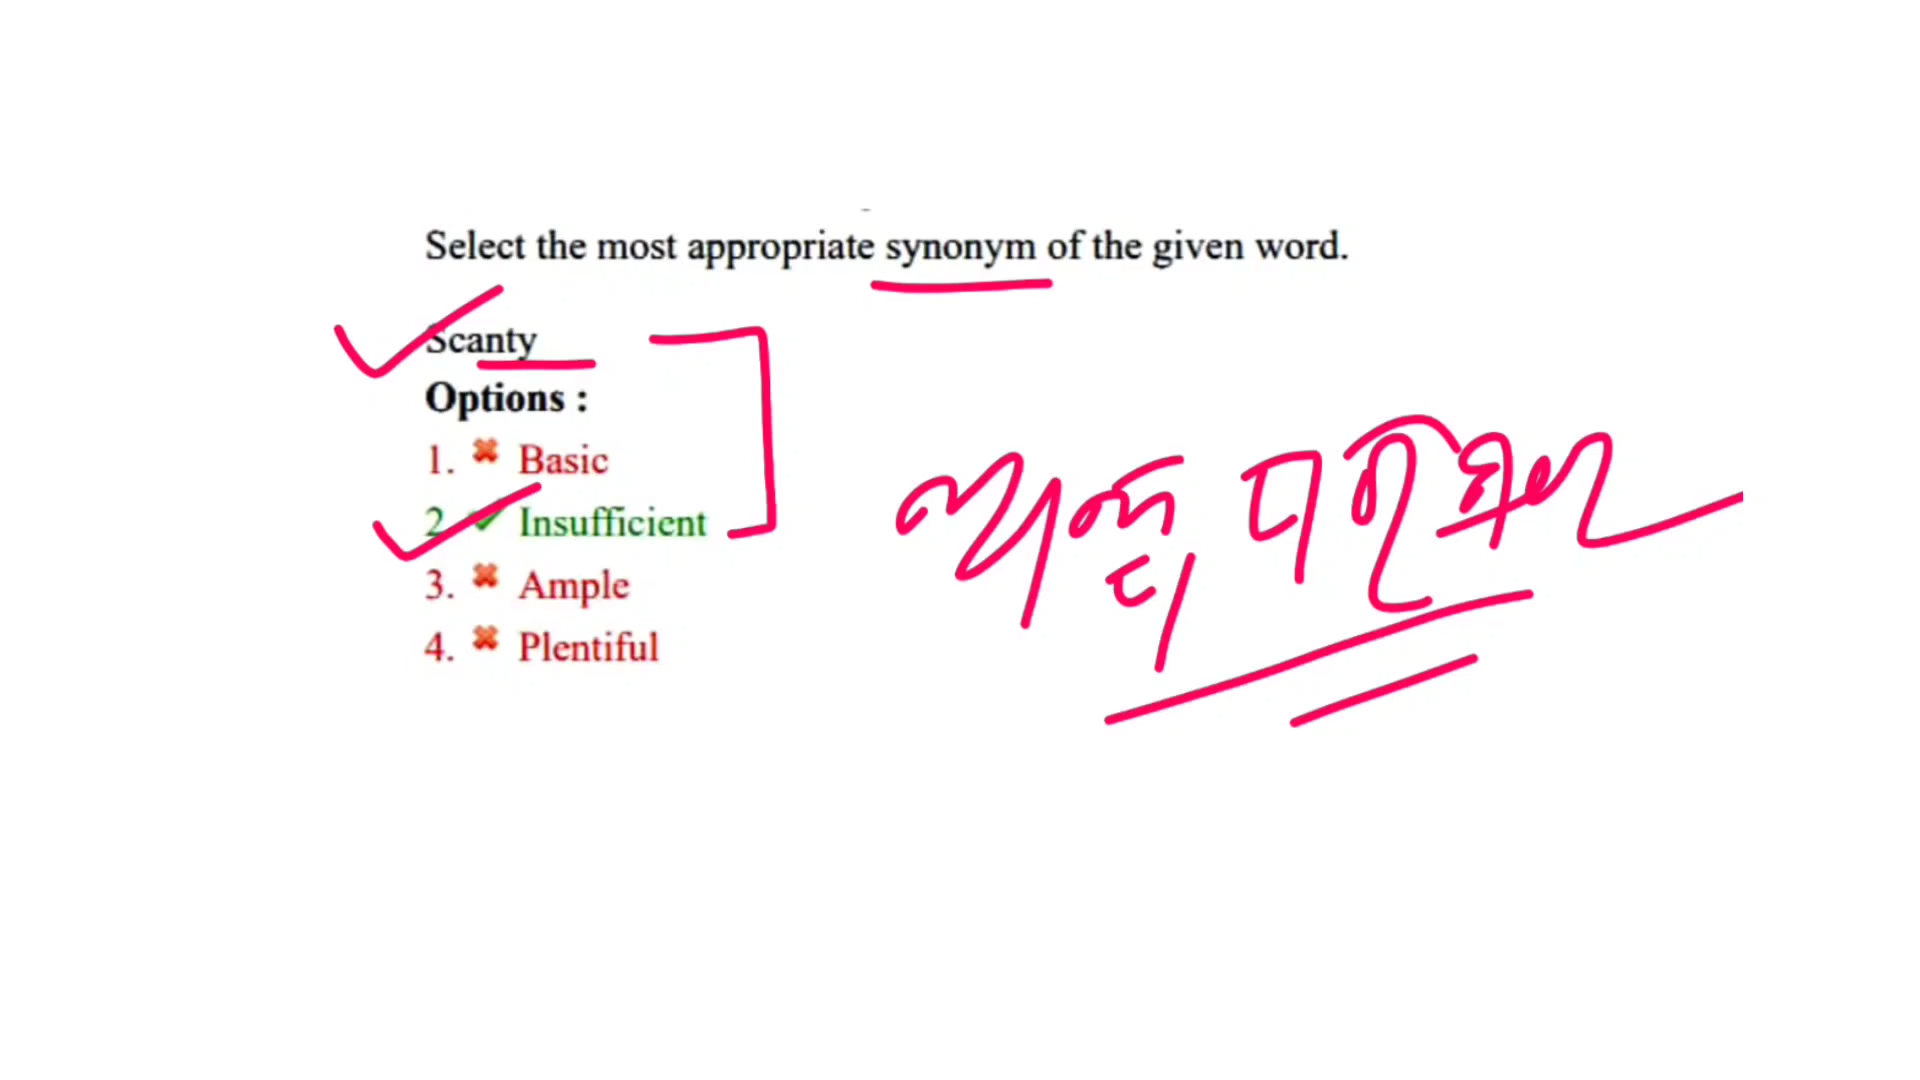 Select the most appropriate synonym of the given word.
Scanty
Options :
1. Basic
2. Insufficient
3. Ample
4. Plentiful
ଅଳ୍ପ